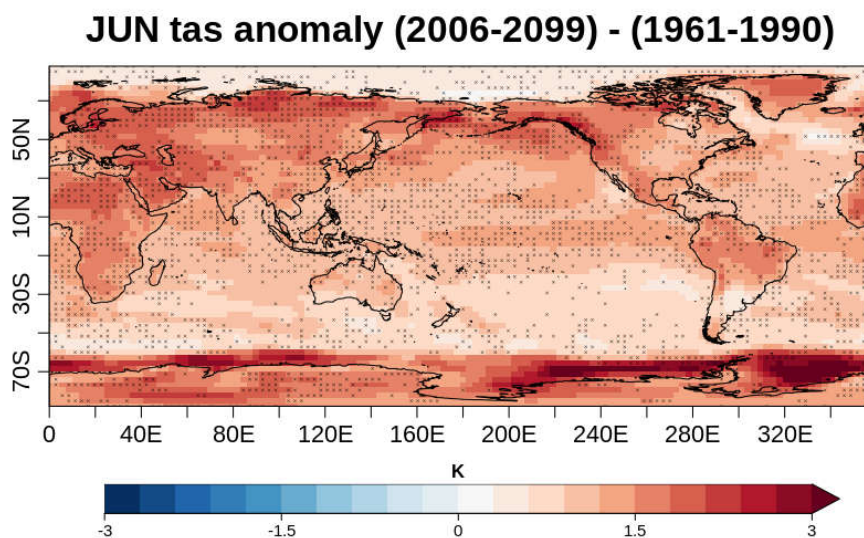 JUN tas anomaly (2006-2099) - (1961-1990)
50N
10N
30S
70S
0 40E 80E 120E 160E 200E 240E 280E 320E
K
-3 -1.5 0 1.5 3